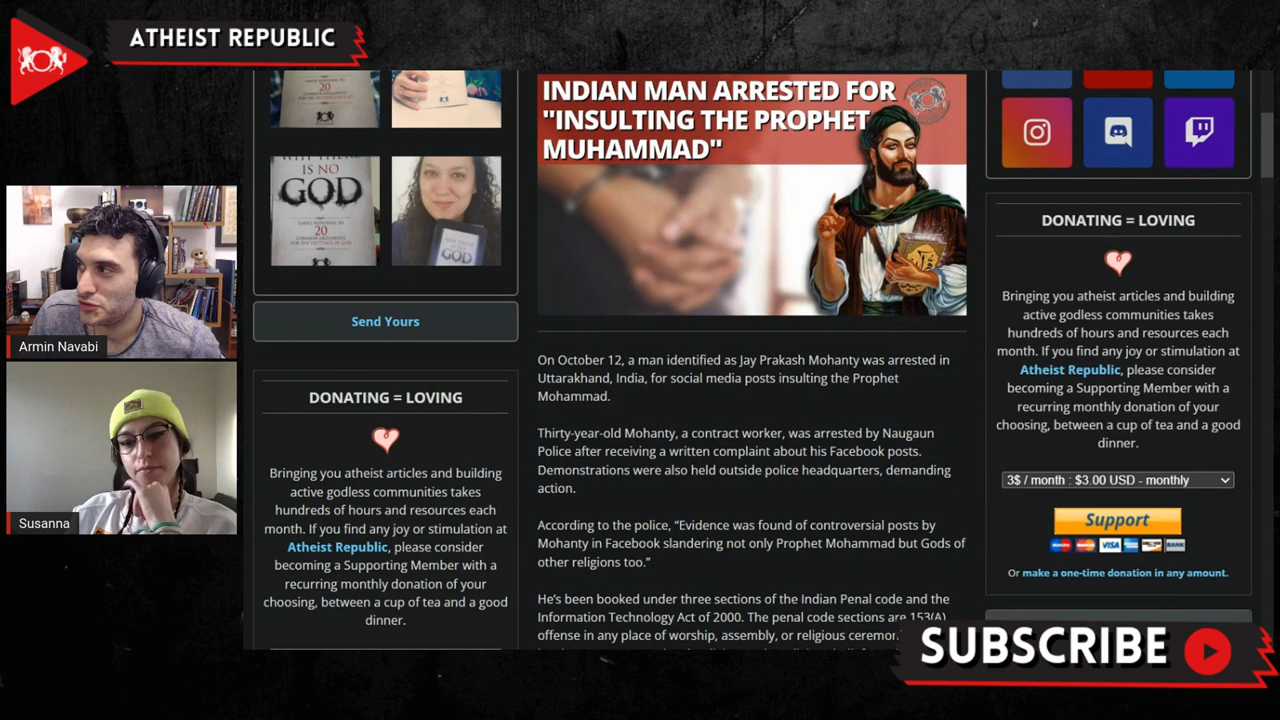 ATHEIST REPUBLIC
Armin Navabi
Susanna
20
WHY THERE
IS NO
GOD
20
WHY THERE
IS NO
GOD
Send Yours
DONATING = LOVING
Bringing you atheist articles and building
active godless communities takes
hundreds of hours and resources each
month. If you find any joy or stimulation at
Atheist Republic, please consider
becoming a Supporting Member with a
recurring monthly donation of your
choosing, between a cup of tea and a good
dinner.
INDIAN MAN ARRESTED FOR
"INSULTING THE PROPHET
MUHAMMAD"
On October 12, a man identified as Jay Prakash Mohanty was arrested in
Uttarakhand, India, for social media posts insulting the Prophet
Mohammad.
Thirty-year-old Mohanty, a contract worker, was arrested by Naugaun
Police after receiving a written complaint about his Facebook posts.
Demonstrations were also held outside police headquarters, demanding
action.
According to the police, “Evidence was found of controversial posts by
Mohanty in Facebook slandering not only Prophet Mohammad but Gods of
other religions too.”
He’s been booked under three sections of the Indian Penal code and the
Information Technology Act of 2000. The penal code sections are 153(A)
offense in any place of worship, assembly, or religious
DONATING = LOVING
Bringing you atheist articles and building
active godless communities takes
hundreds of hours and resources each
month. If you find any joy or stimulation at
Atheist Republic, please consider
becoming a Supporting Member with a
recurring monthly donation of your
choosing, between a cup of tea and a good
dinner.
3$ / month : $3.00 USD - monthly
Support
VISA
BANK
Or make a one-time donation in any amount.
SUBSCRIBE